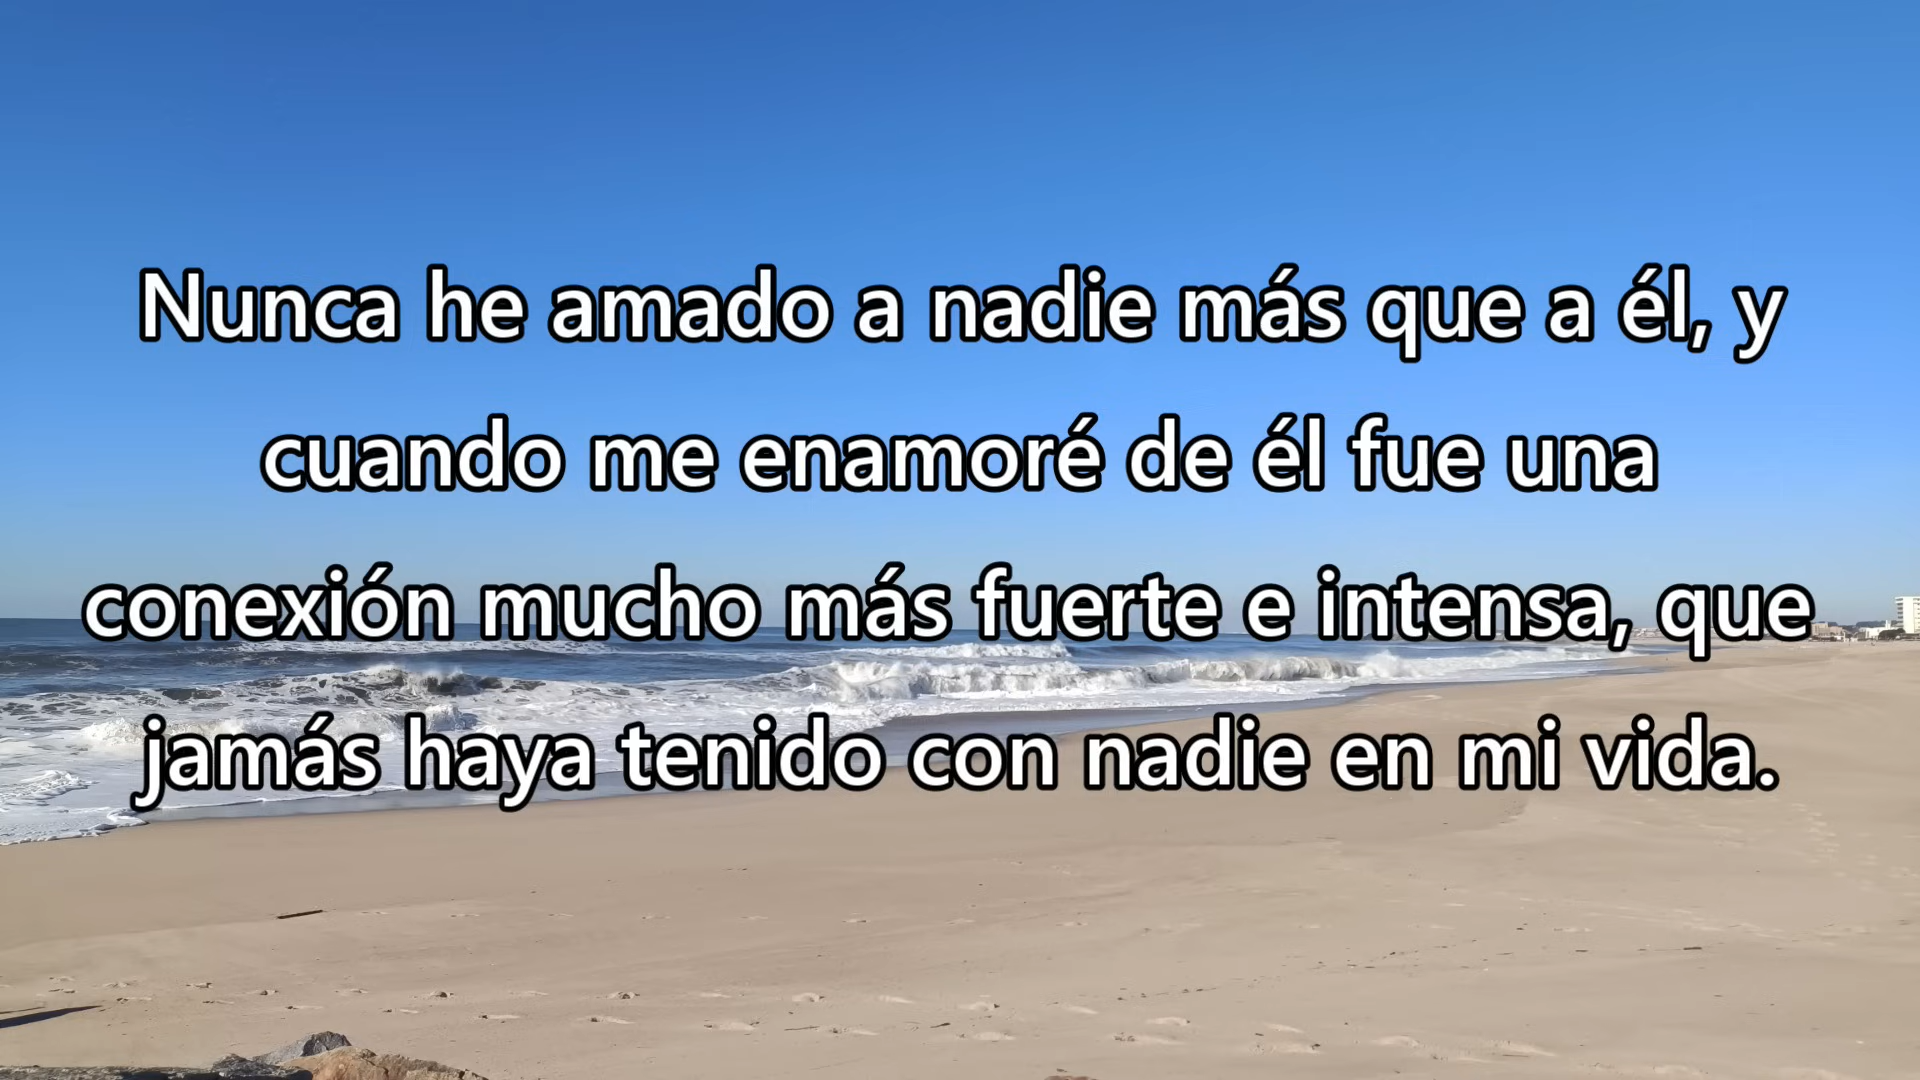 Nunca he amado a nadie más que a él, y
cuando me enamoré de él fue una
conexión mucho más fuerte e intensa, que
jamás haya tenido con nadie en mi vida.